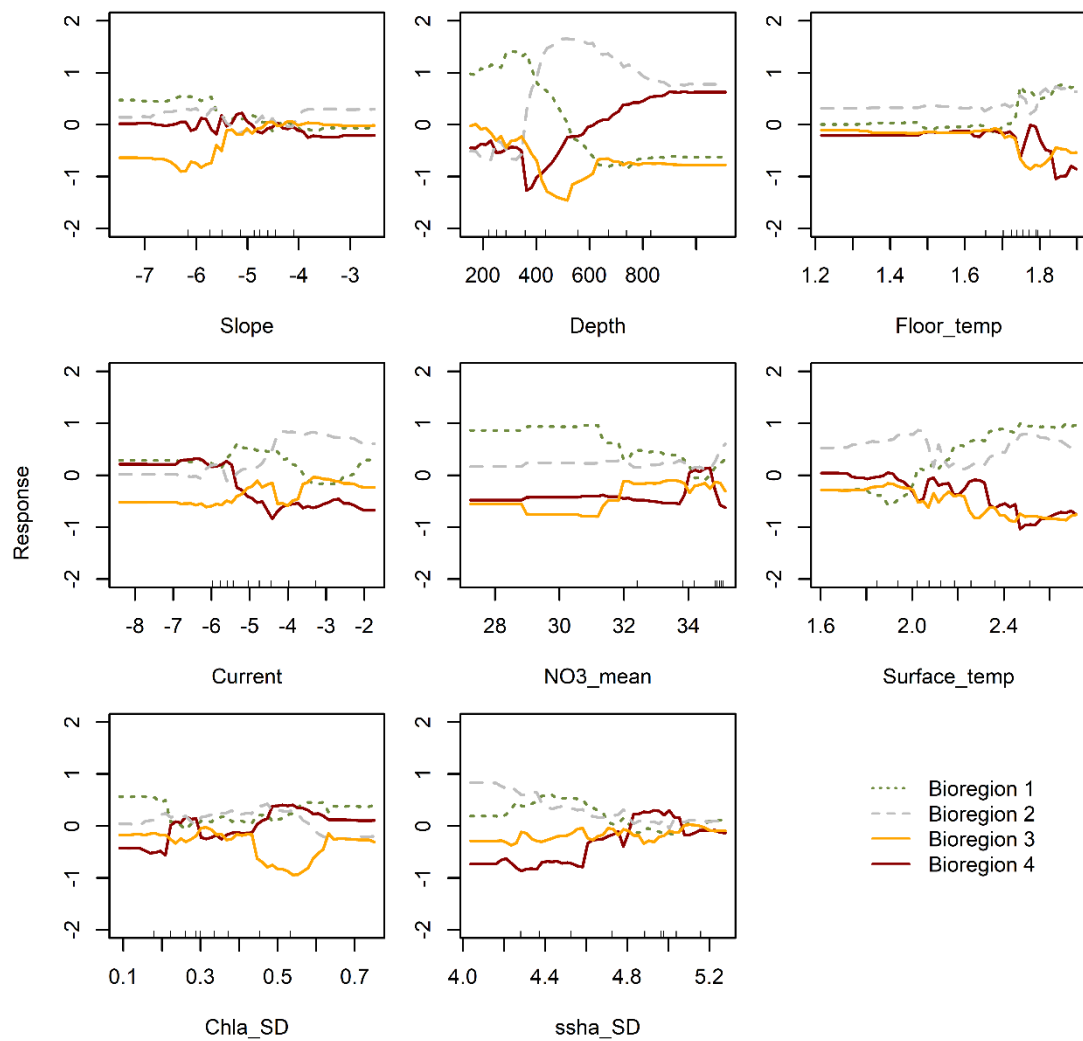 2
1
0
-1
-2
-7 -6 -5 -4 -3
Slope
2
1
0
-1
-2
200 400 600 800
Depth
2
1
0
-1
-2
1.2 1.4 1.6 1.8
Floor_temp
Response
2
1
0
-1
-2
-8 -7 -6 -5 -4 -3 -2
Current
2
1
0
-1
-2
28 30 32 34
NO3_mean
2
1
0
-1
-2
1.6 2.0 2.4
Surface_temp
2
1
0
-1
-2
0.1 0.3 0.5 0.7
Chla_SD
2
1
0
-1
-2
4.0 4.4 4.8 5.2
ssha_SD
Bioregion 1
Bioregion 2
Bioregion 3
Bioregion 4